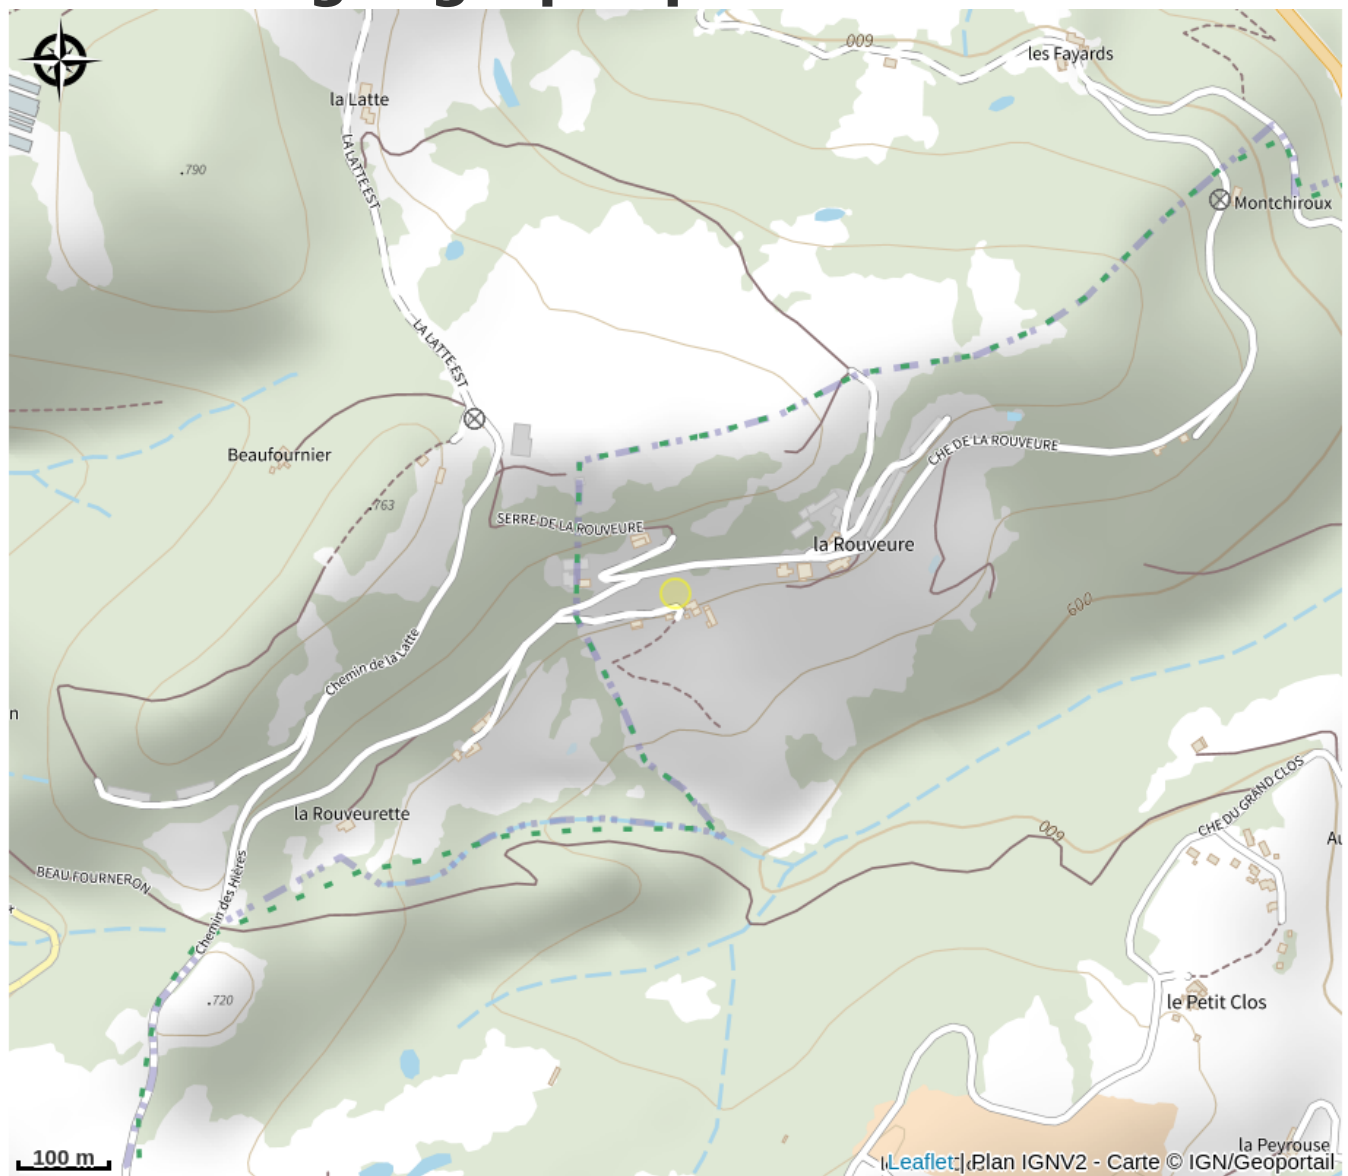 009
les Fayards
la Latte
LA LATTE EST
.790
Montchiroux
LA LATTE EST
CHE DE LA ROUVEURE
Beaufournier
.763
SERRE DE LA ROUVEURE
la Rouveure
600
Chemin de la Latte
n
CHE DU GRAND CLOS
la Rouveurette
009
BEAU FOURNERON
Chemin des Hières
.720
le Petit Clos
la Peyrouse
100 m
Leaflet | Plan IGNV2 - Carte © IGN/Geoportail